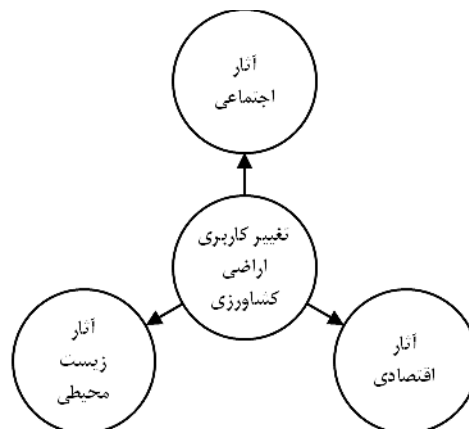 آثار
اجتماعی
تغییر کاربری
اراضی
کشاورزی
آثار
اقتصادی
آثار
زیست
محیطی